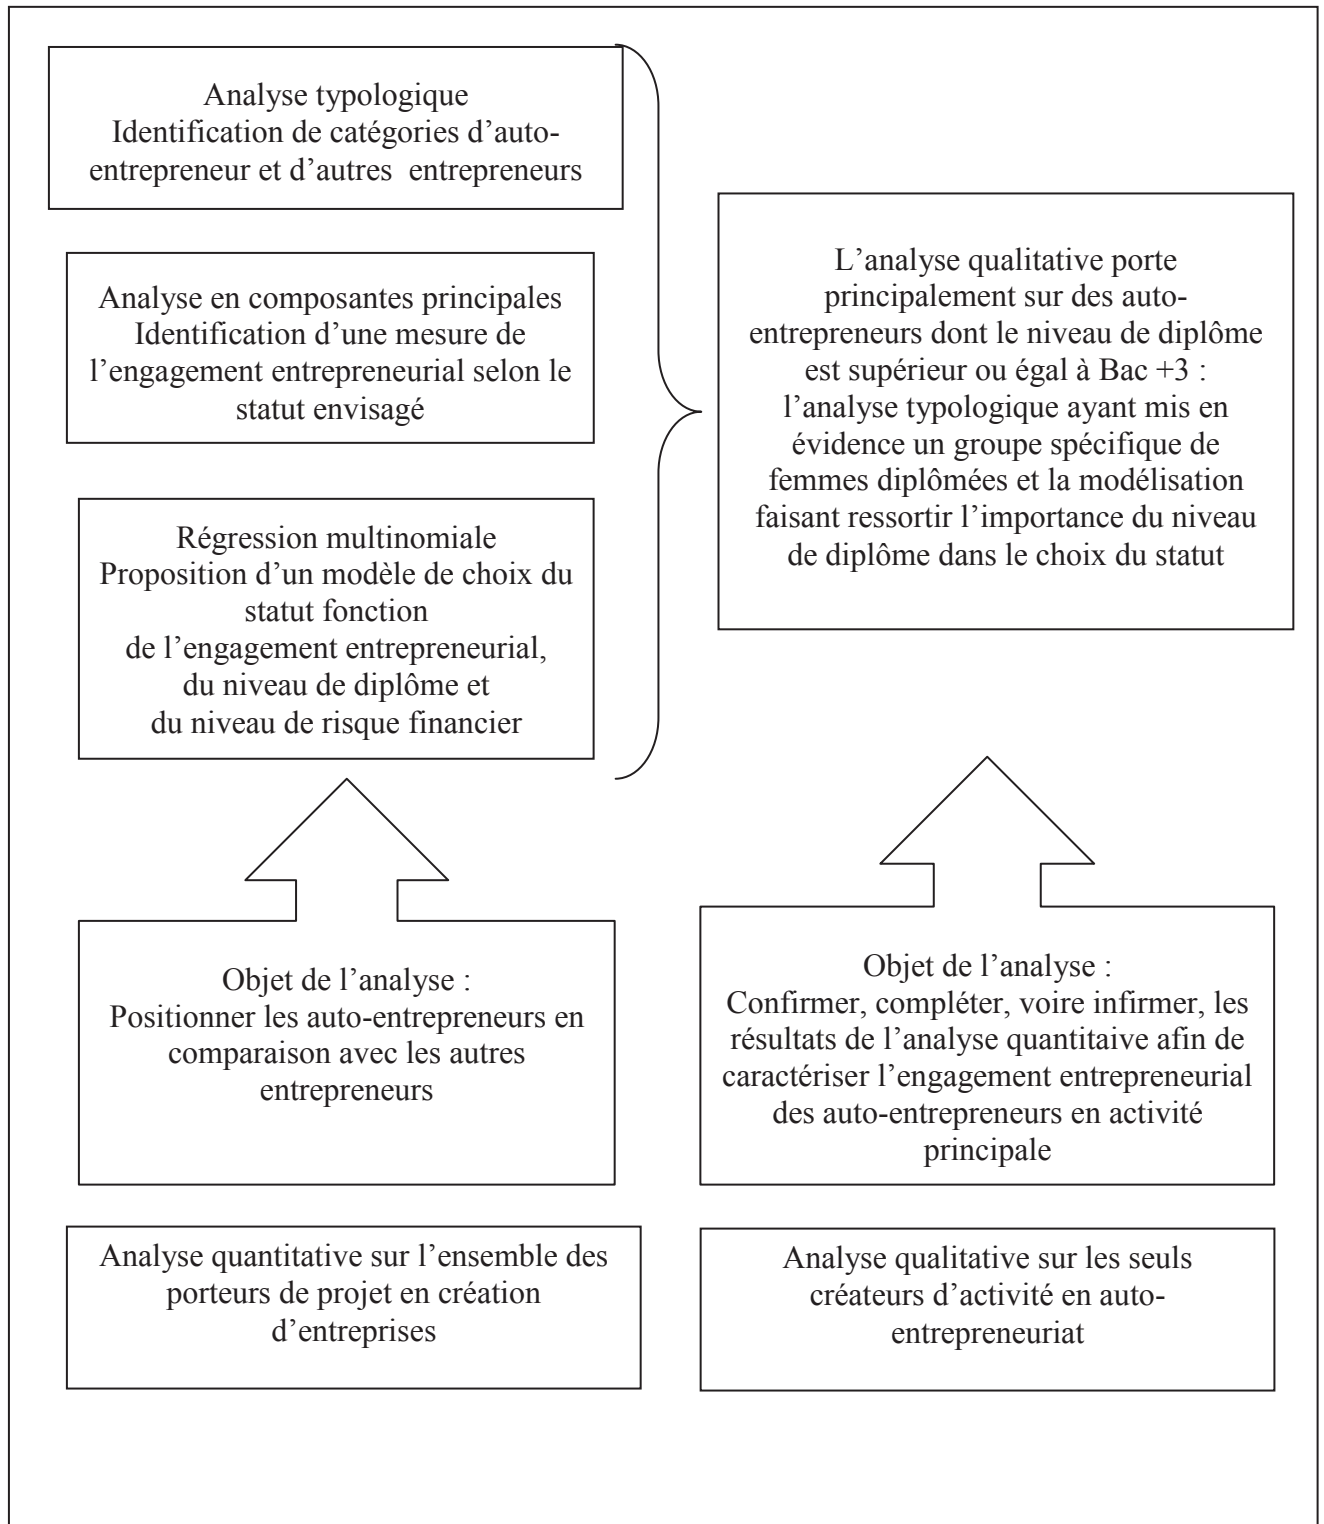 Analyse typologique
Identification de catégories d’auto-
entrepreneur et d’autres  entrepreneurs
Analyse en composantes principales
Identification d’une mesure de
l’engagement entrepreneurial selon le
statut envisagé
Régression multinomiale
Proposition d’un modèle de choix du
statut fonction
de l’engagement entrepreneurial,
du niveau de diplôme et
du niveau de risque financier
L’analyse qualitative porte
principalement sur des auto-
entrepreneurs dont le niveau de diplôme
est supérieur ou égal à Bac +3 :
l’analyse typologique ayant mis en
évidence un groupe spécifique de
femmes diplômées et la modélisation
faisant ressortir l’importance du niveau
de diplôme dans le choix du statut
Objet de l’analyse :
Positionner les auto-entrepreneurs en
comparaison avec les autres
entrepreneurs
Objet de l’analyse :
Confirmer, compléter, voire infirmer, les
résultats de l’analyse quantitaive afin de
caractériser l’engagement entrepreneurial
des auto-entrepreneurs en activité
principale
Analyse quantitative sur l’ensemble des
porteurs de projet en création
d’entreprises
Analyse qualitative sur les seuls
créateurs d’activité en auto-
entrepreneuriat